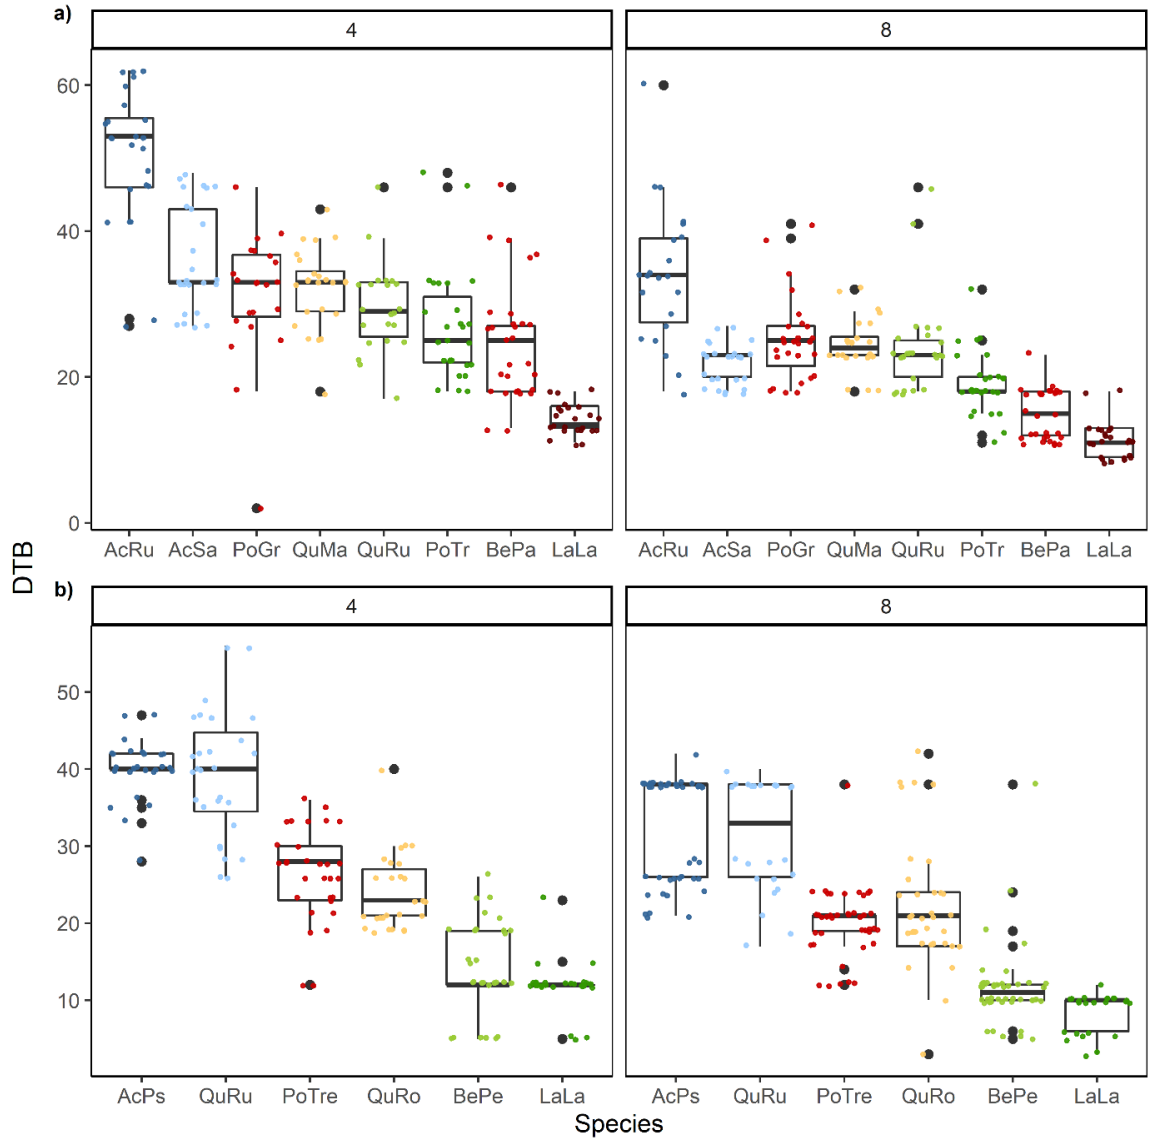 a)
4 8
60
40
20
0
AcRu AcSa PoGr QuMa QuRu PoTr BePa LaLa AcRu AcSa PoGr QuMa QuRu PoTr BePa LaLa
DTB
b)
4 8
50
40
30
20
10
AcPs QuRu PoTre QuRo BePe LaLa AcPs QuRu PoTre QuRo BePe LaLa
Species